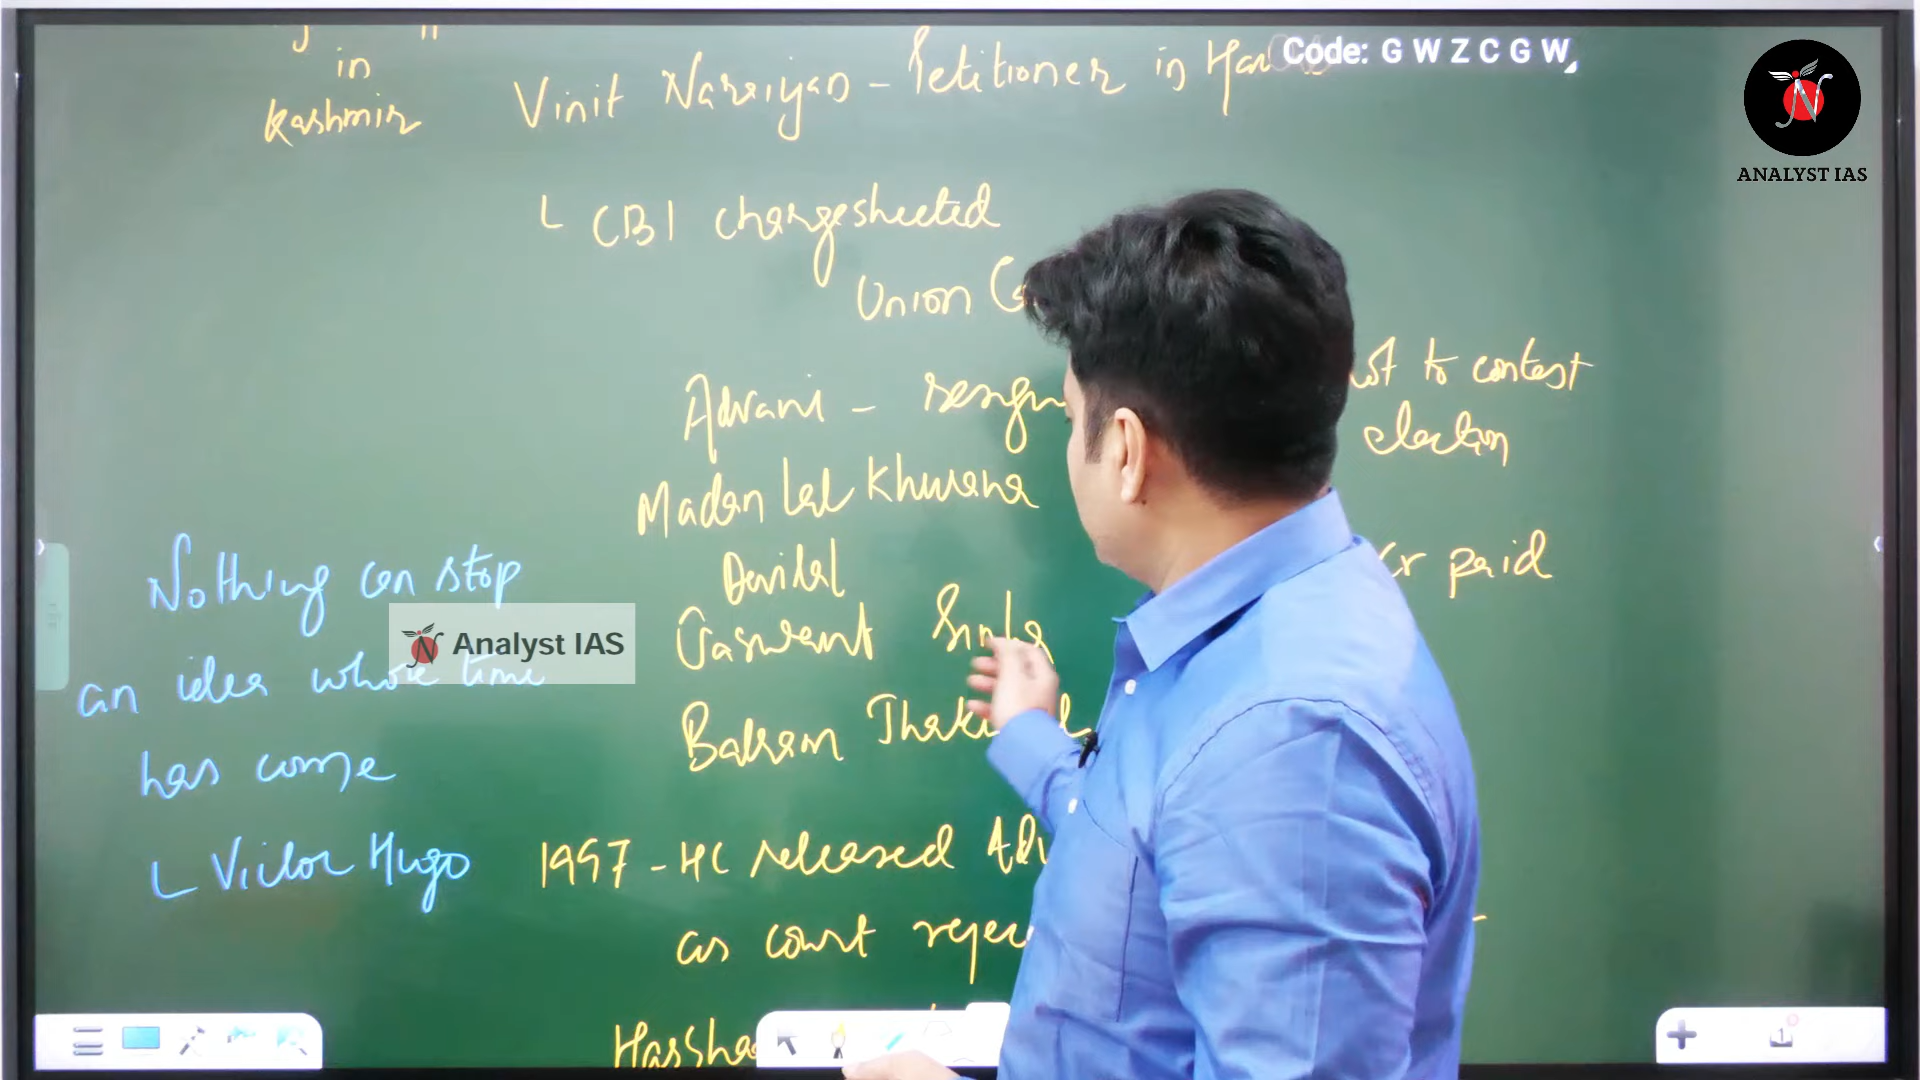 in
Kashmir
Vinit Narayan - Petitioner in
Code: G W Z C G W
ANALYST IAS
CBI chargesheeted
Union
Advani - resign
to contest
election
Madan Lal Khurana
Devilal
paid
Jaswant Sinha
Balram
Nothing can stop
an idea whose time
has come
Victor Hugo
Analyst IAS
1997 - HC released
as court